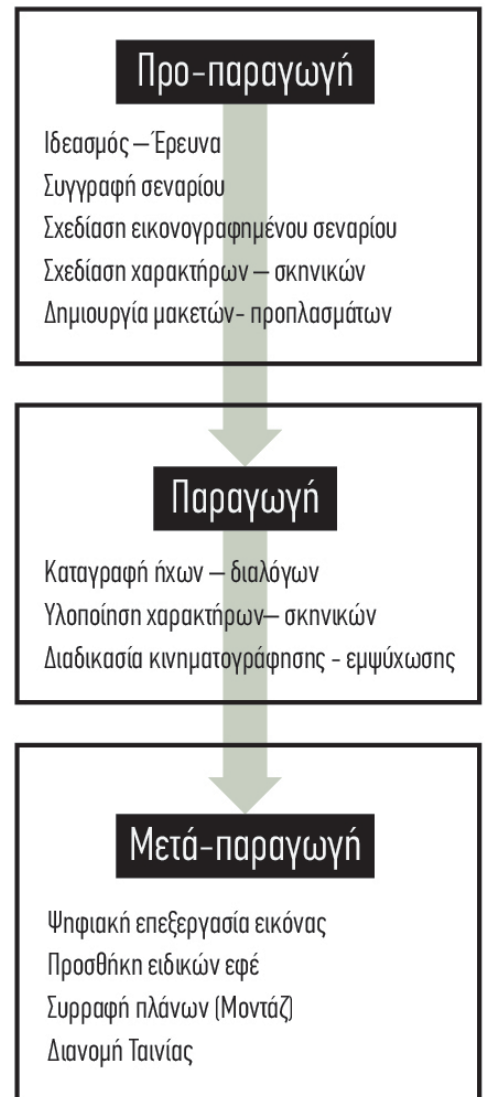 Προ-παραγωγή
Ιδεασμός – Έρευνα
Συγγραφή σεναρίου
Σχεδίαση εικονογραφημένου σεναρίου
Σχεδίαση χαρακτήρων – σκηνικών
Δημιουργία μακετών- προπλασμάτων
Παραγωγή
Καταγραφή ήχων – διαλόγων
Υλοποίηση χαρακτήρων– σκηνικών
Διαδικασία κινηματογράφησης - εμψύχωσης
Μετά-παραγωγή
Ψηφιακή επεξεργασία εικόνας
Προσθήκη ειδικών εφέ
Συρραφή πλάνων (Μοντάζ)
Διανομή Ταινίας